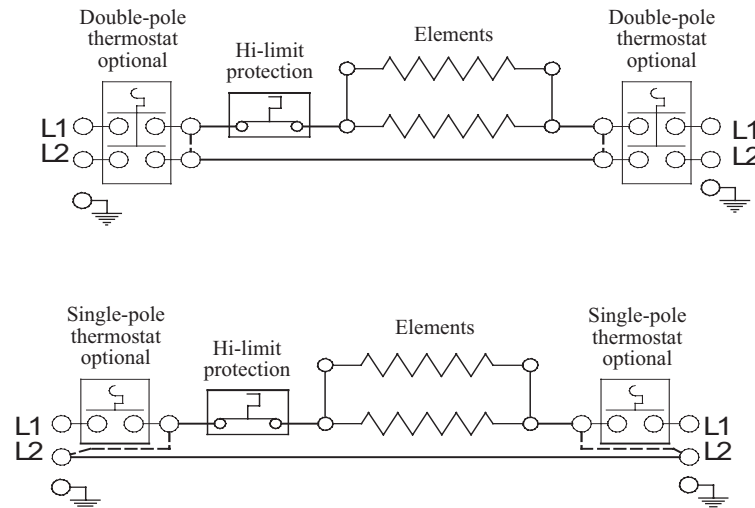 Double-pole
thermostat
optional
Hi-limit
protection
Elements
Double-pole
thermostat
optional
L1
L2
L1
L2
Single-pole
thermostat
optional
Hi-limit
protection
Elements
Single-pole
thermostat
optional
L1
L2
L1
L2